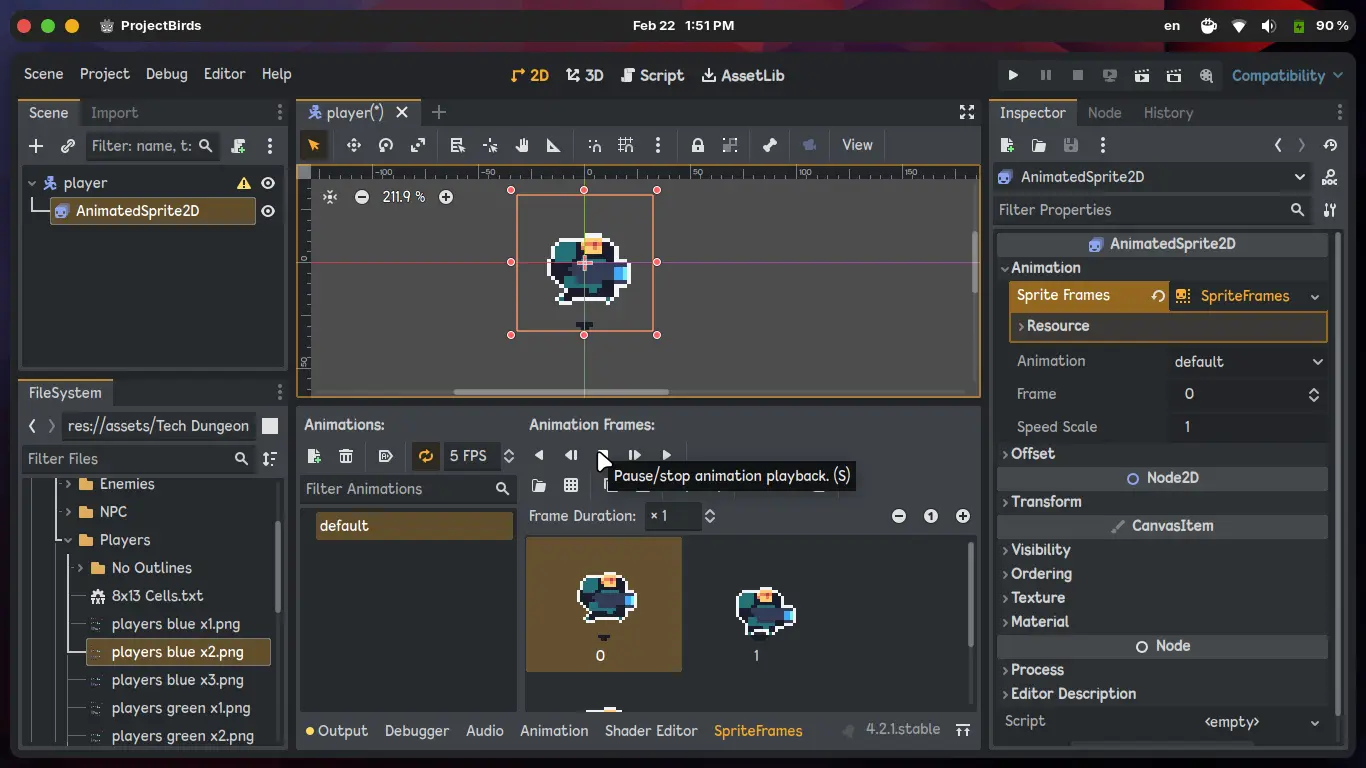 ProjectBirds
Feb 22 1:51 PM
en
90 %
Scene Project Debug Editor Help
2D 3D Script AssetLib
Compatibility
Scene Import
Filter: name, t:
player
AnimatedSprite2D
FileSystem
res://assets/Tech Dungeon
Filter Files
Enemies
NPC
Players
No Outlines
8x13 Cells.txt
players blue x1.png
players blue x2.png
players blue x3.png
players green x1.png
players green x2.png
player(*)
View
-100 -50 0 50 100 150
211.9 %
0
50
Animations:
5 FPS
Filter Animations
default
Animation Frames:
Pause/stop animation playback. (S)
Frame Duration: × 1
0
1
Output Debugger Audio Animation Shader Editor SpriteFrames
4.2.1.stable
Inspector Node History
AnimatedSprite2D
DOC
Filter Properties
AnimatedSprite2D
Animation
Sprite Frames SpriteFrames
Resource
Animation default
Frame 0
Speed Scale 1
Offset
Node2D
Transform
CanvasItem
Visibility
Ordering
Texture
Material
Node
Process
Editor Description
Script <empty>